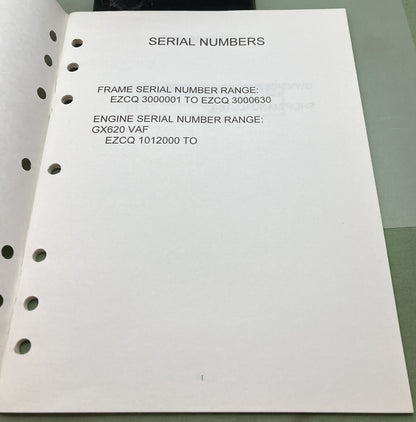 SERIAL NUMBERS
FRAME SERIAL NUMBER RANGE:
EZCQ 3000001 TO EZCQ 3000630
ENGINE SERIAL NUMBER RANGE:
GX620 VAF
EZCQ 1012000 TO